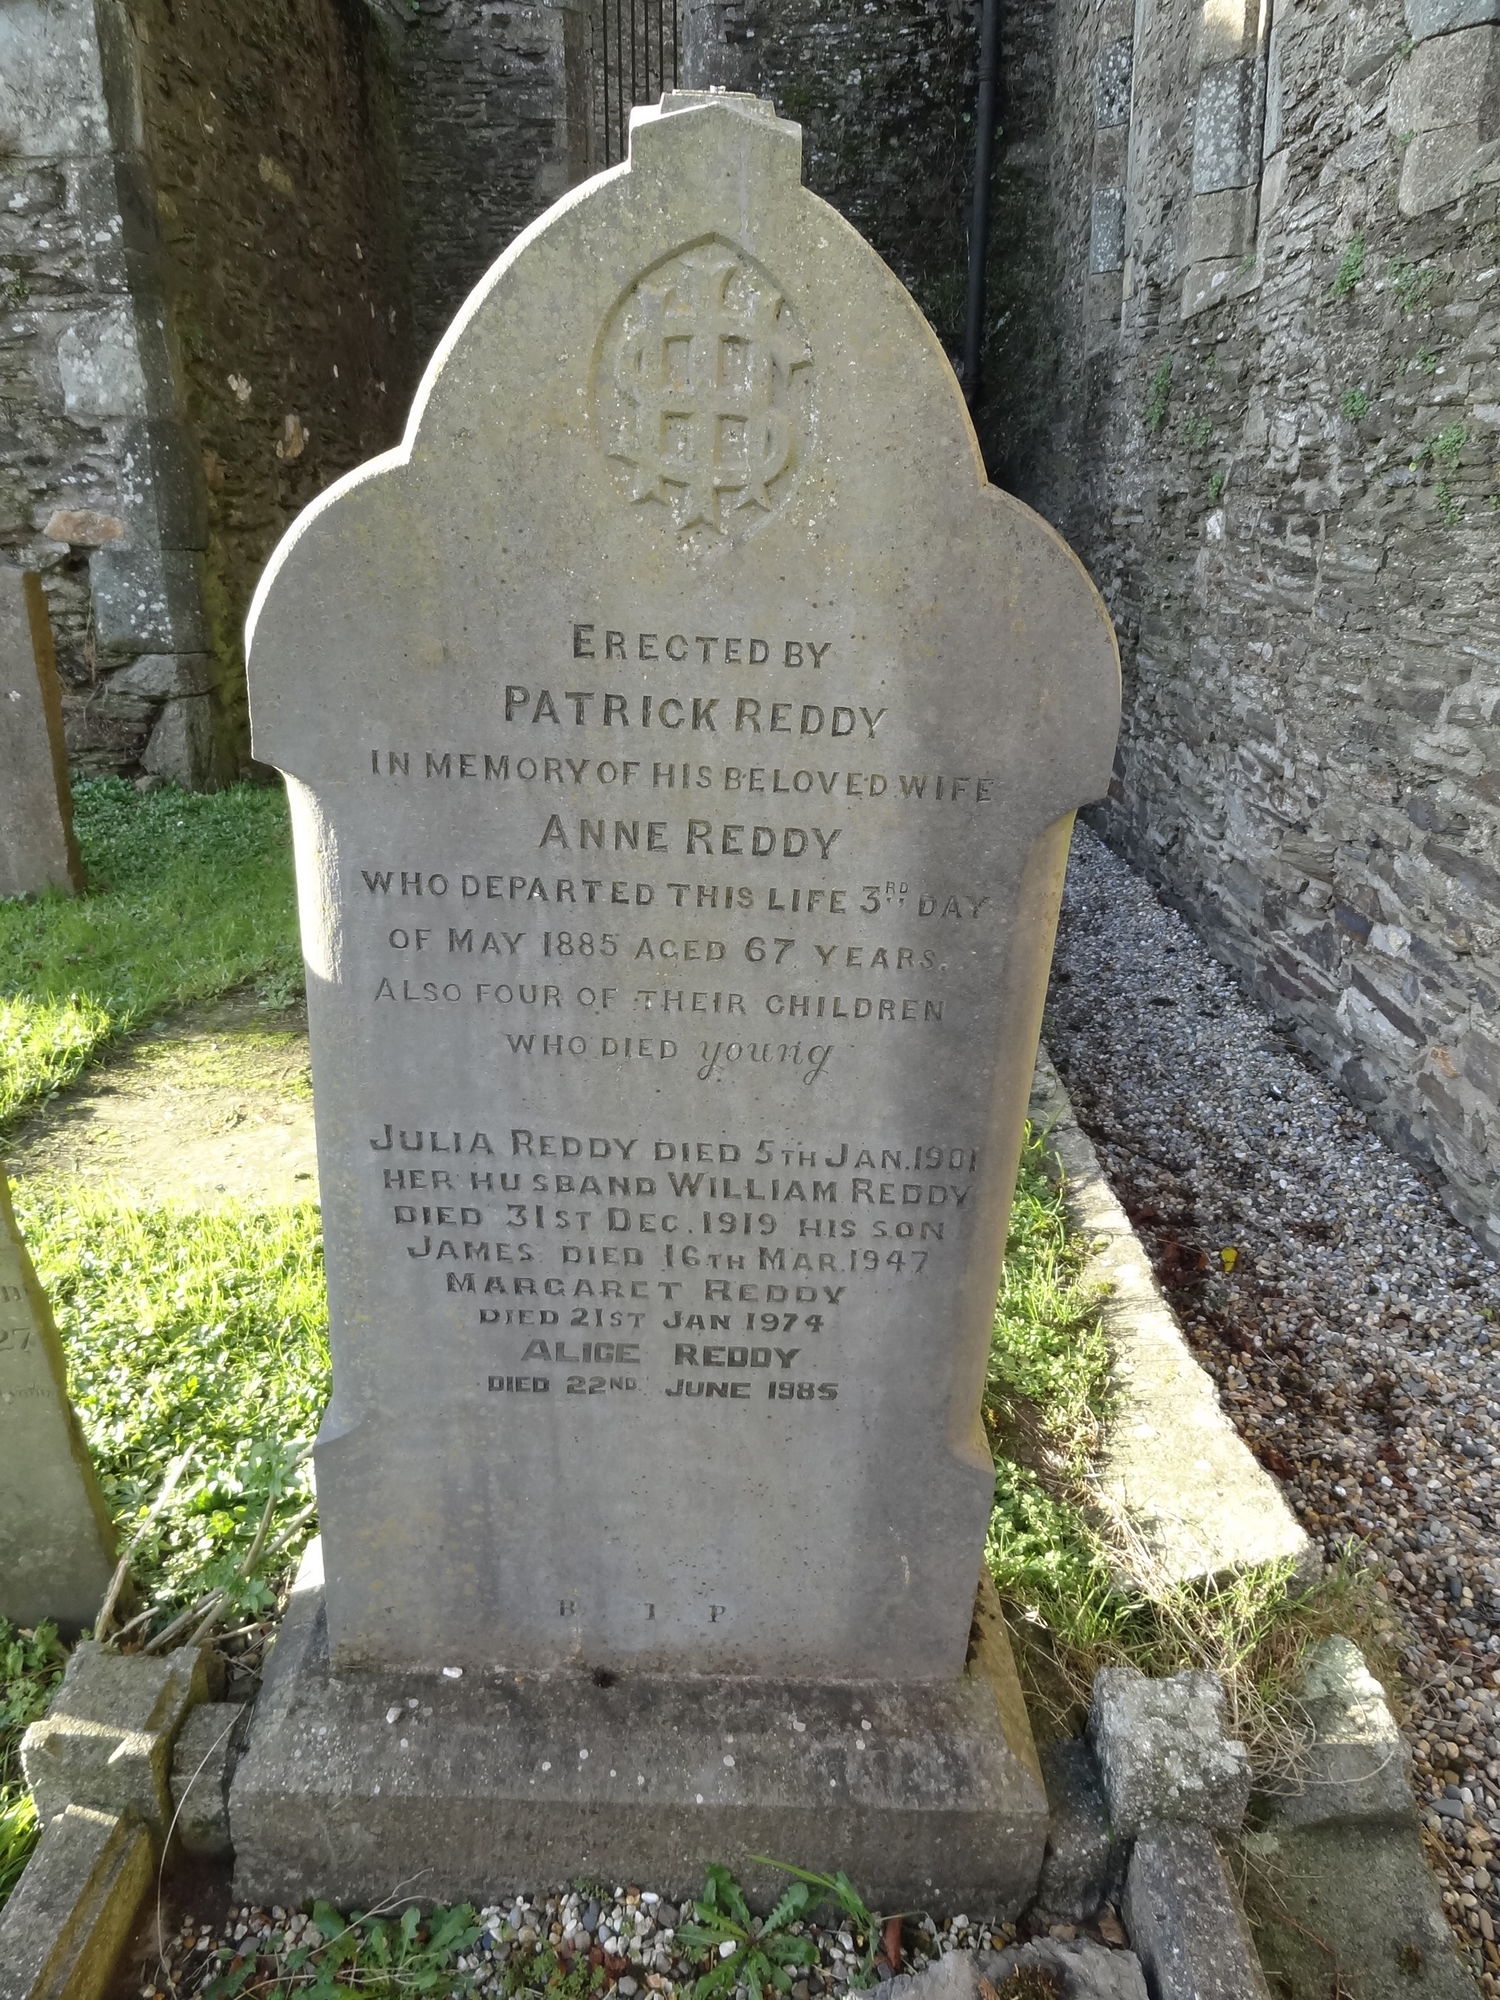 ERECTED BY
PATRICK REDDY
IN MEMORY OF HIS BELOVED WIFE
ANNE REDDY
WHO DEPARTED THIS LIFE 3RD DAY
OF MAY 1885 AGED 67 YEARS.
ALSO FOUR OF THEIR CHILDREN
WHO DIED young
JULIA REDDY DIED 5TH JAN. 1901
HER HUSBAND WILLIAM REDDY
DIED 31ST DEC. 1919 HIS SON
JAMES DIED 16TH MAR. 1947
MARGARET REDDY
DIED 21ST JAN 1974
ALICE REDDY
DIED 22ND JUNE 1985
R I P
27